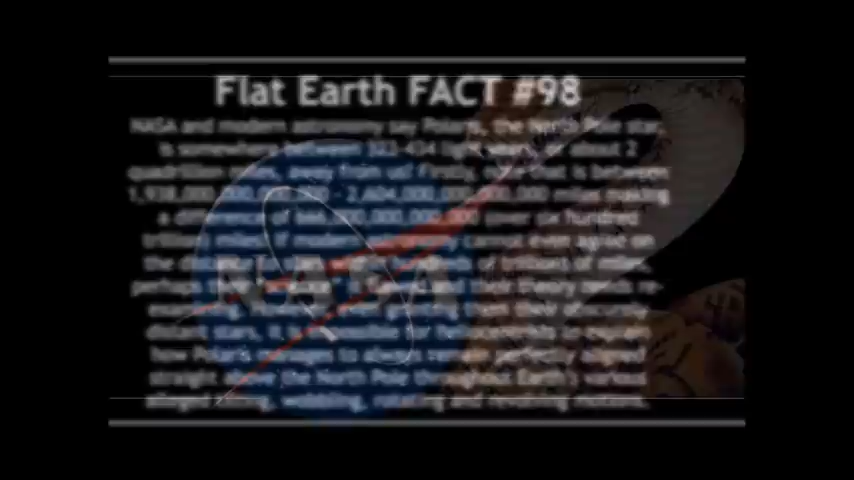 Flat Earth FACT #98
NASA and modern astronomy say Polaris, the North Pole star,
is somewhere between 323-434 light years, or about 2
quadrillion miles, away from us! Firstly, note that is between
1,938,000,000,000,000 - 2,604,000,000,000,000 miles making
a difference of 666,000,000,000,000 (over six hundred
trillion) miles! If modern astronomy cannot even agree on
the distance to stars within hundreds of trillions of miles,
perhaps their is and their theory needs re-
examining. However, even granting them their
distant stars, it is impossible for heliocentrists to explain
how Polaris manages to always remain perfectly aligned
straight above the North Pole throughout Earth's various
alleged tilting, wobbling, rotating and revolving motions.
NASA